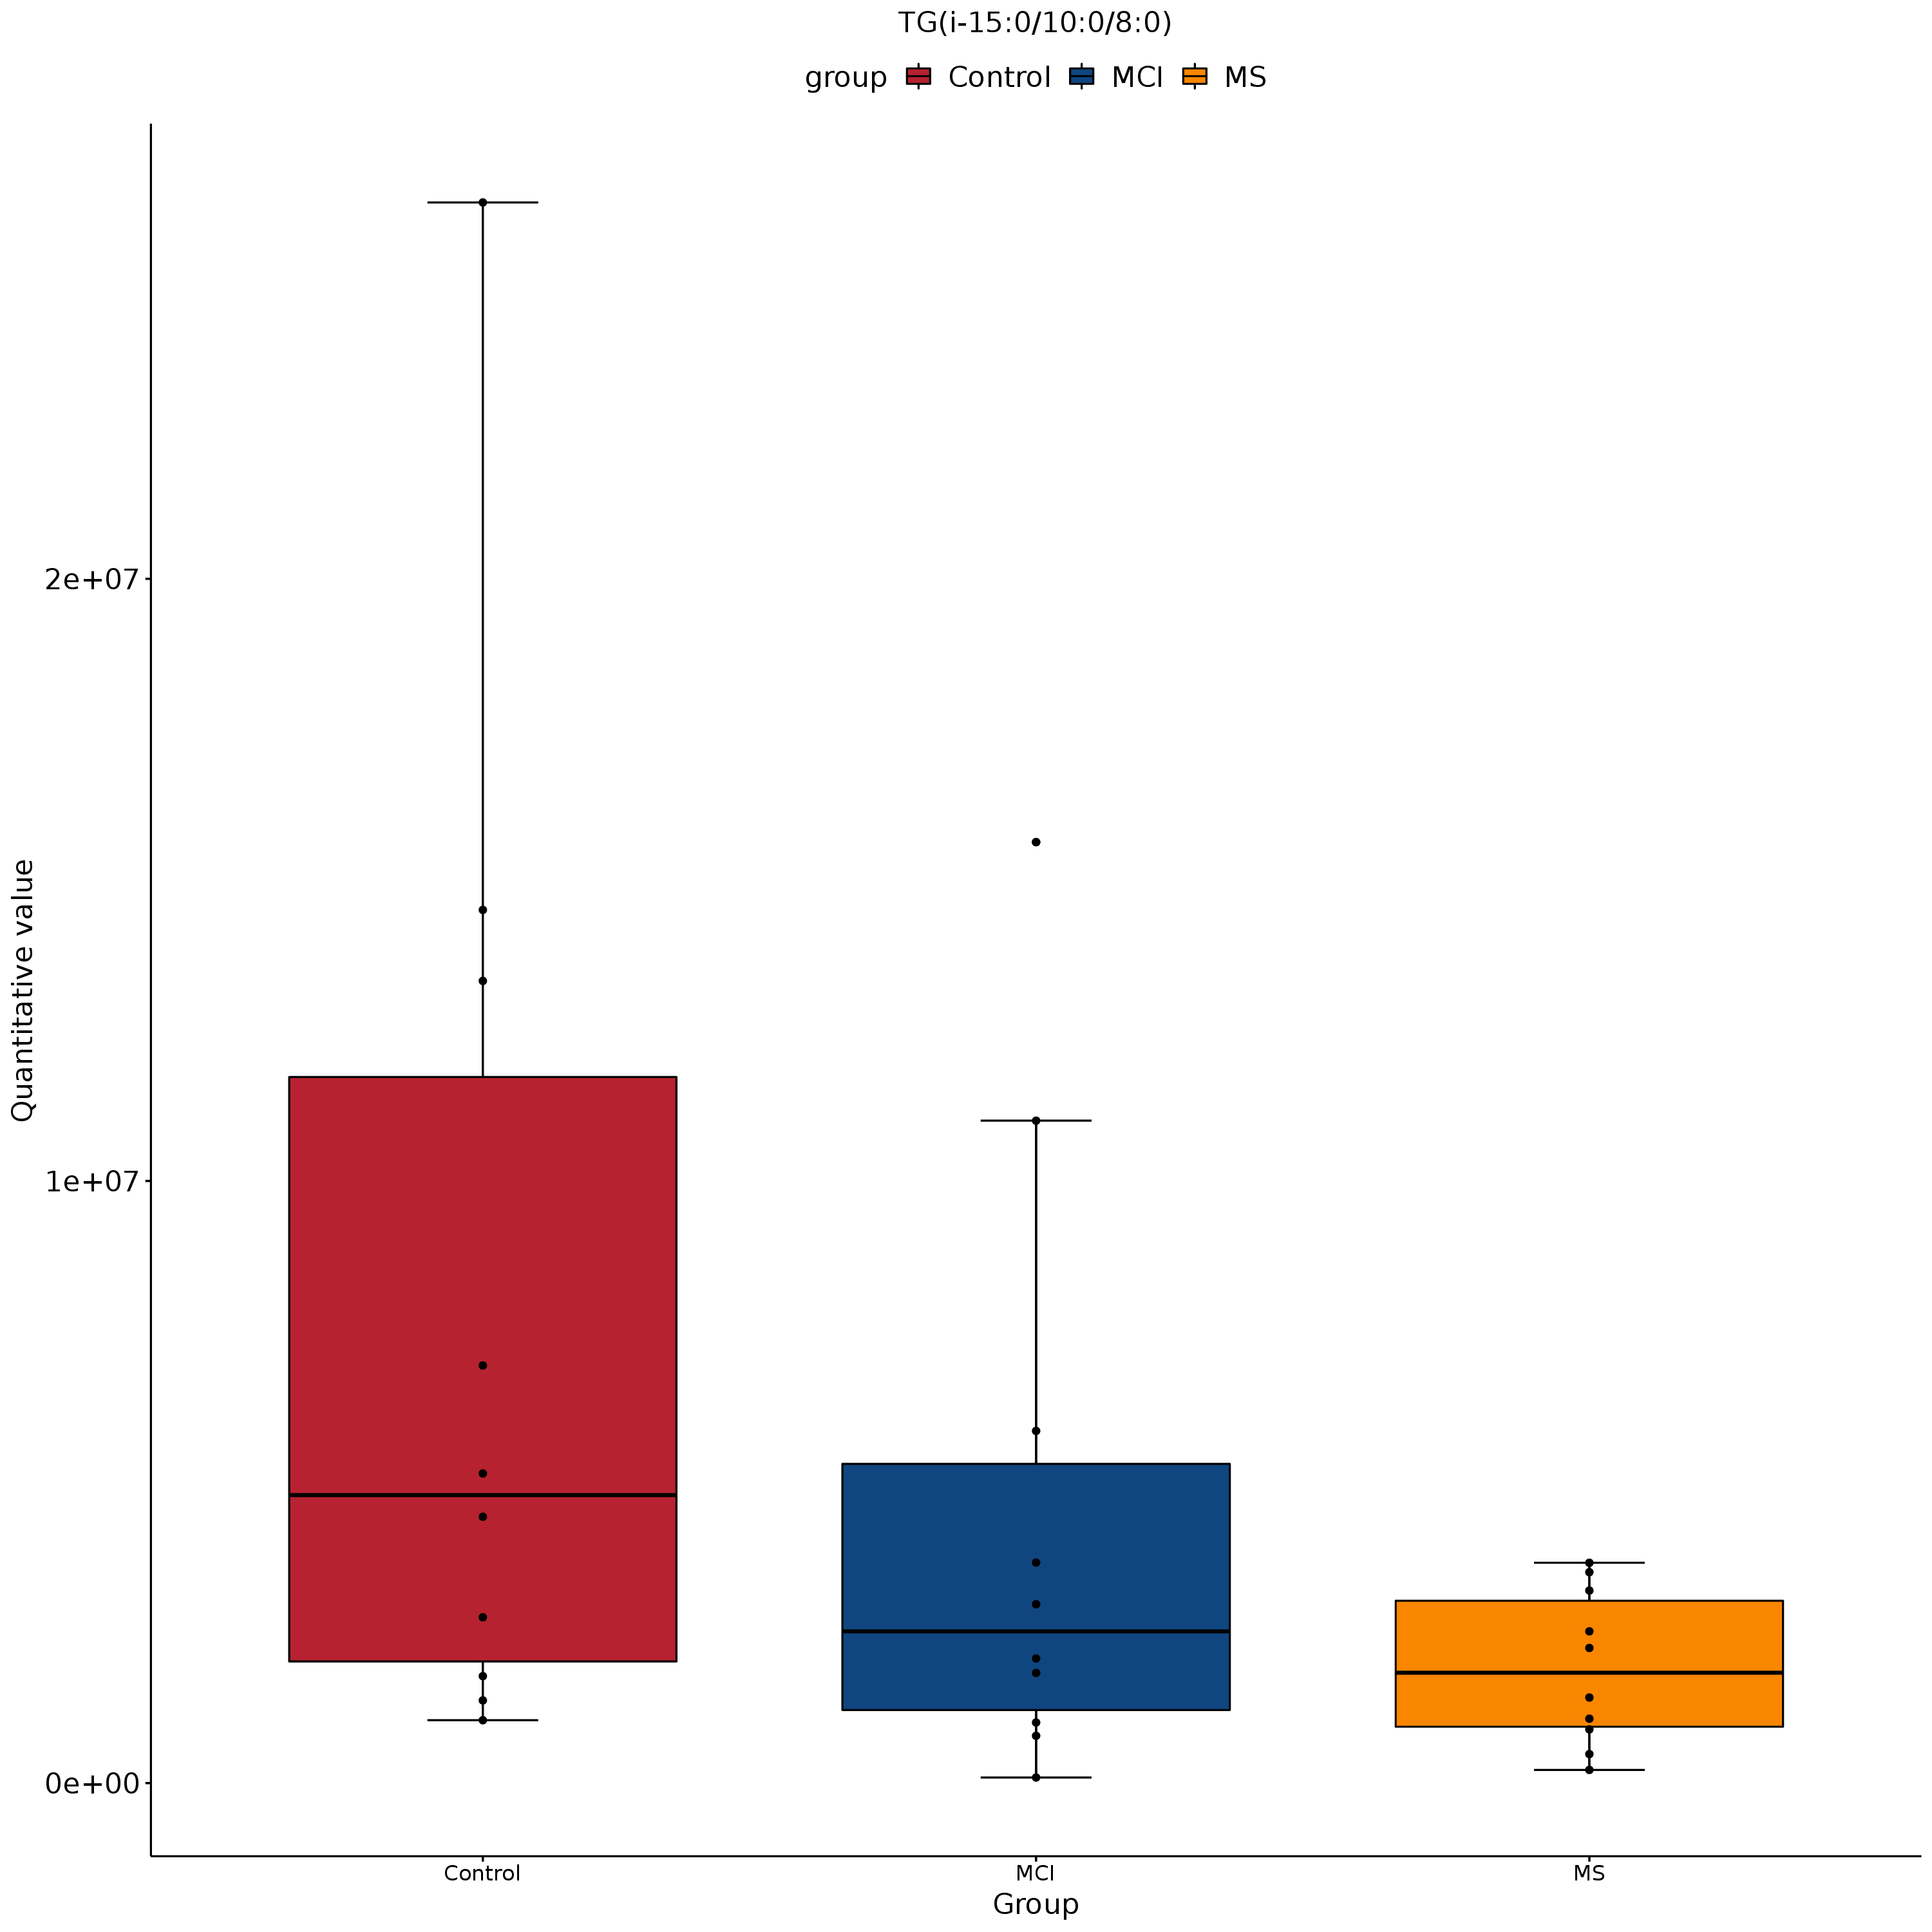 TG(i-15:0/10:0/8:0)
group Control MCI MS
Quantitative value
2e+07
1e+07
0e+00
Control MCI MS
Group